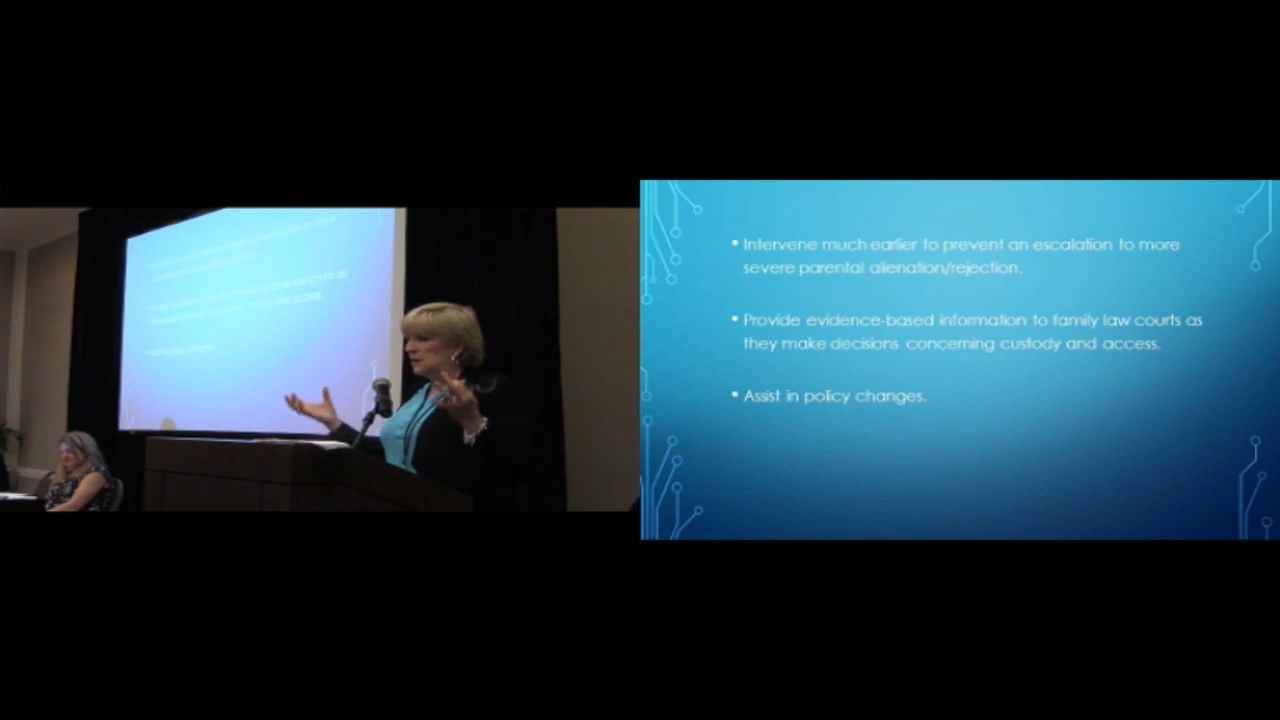 • Intervene much earlier to prevent an escalation to more
severe parental alienation/rejection.
• Provide evidence-based information to family law courts as
they make decisions concerning custody and access.
• Assist in policy changes.